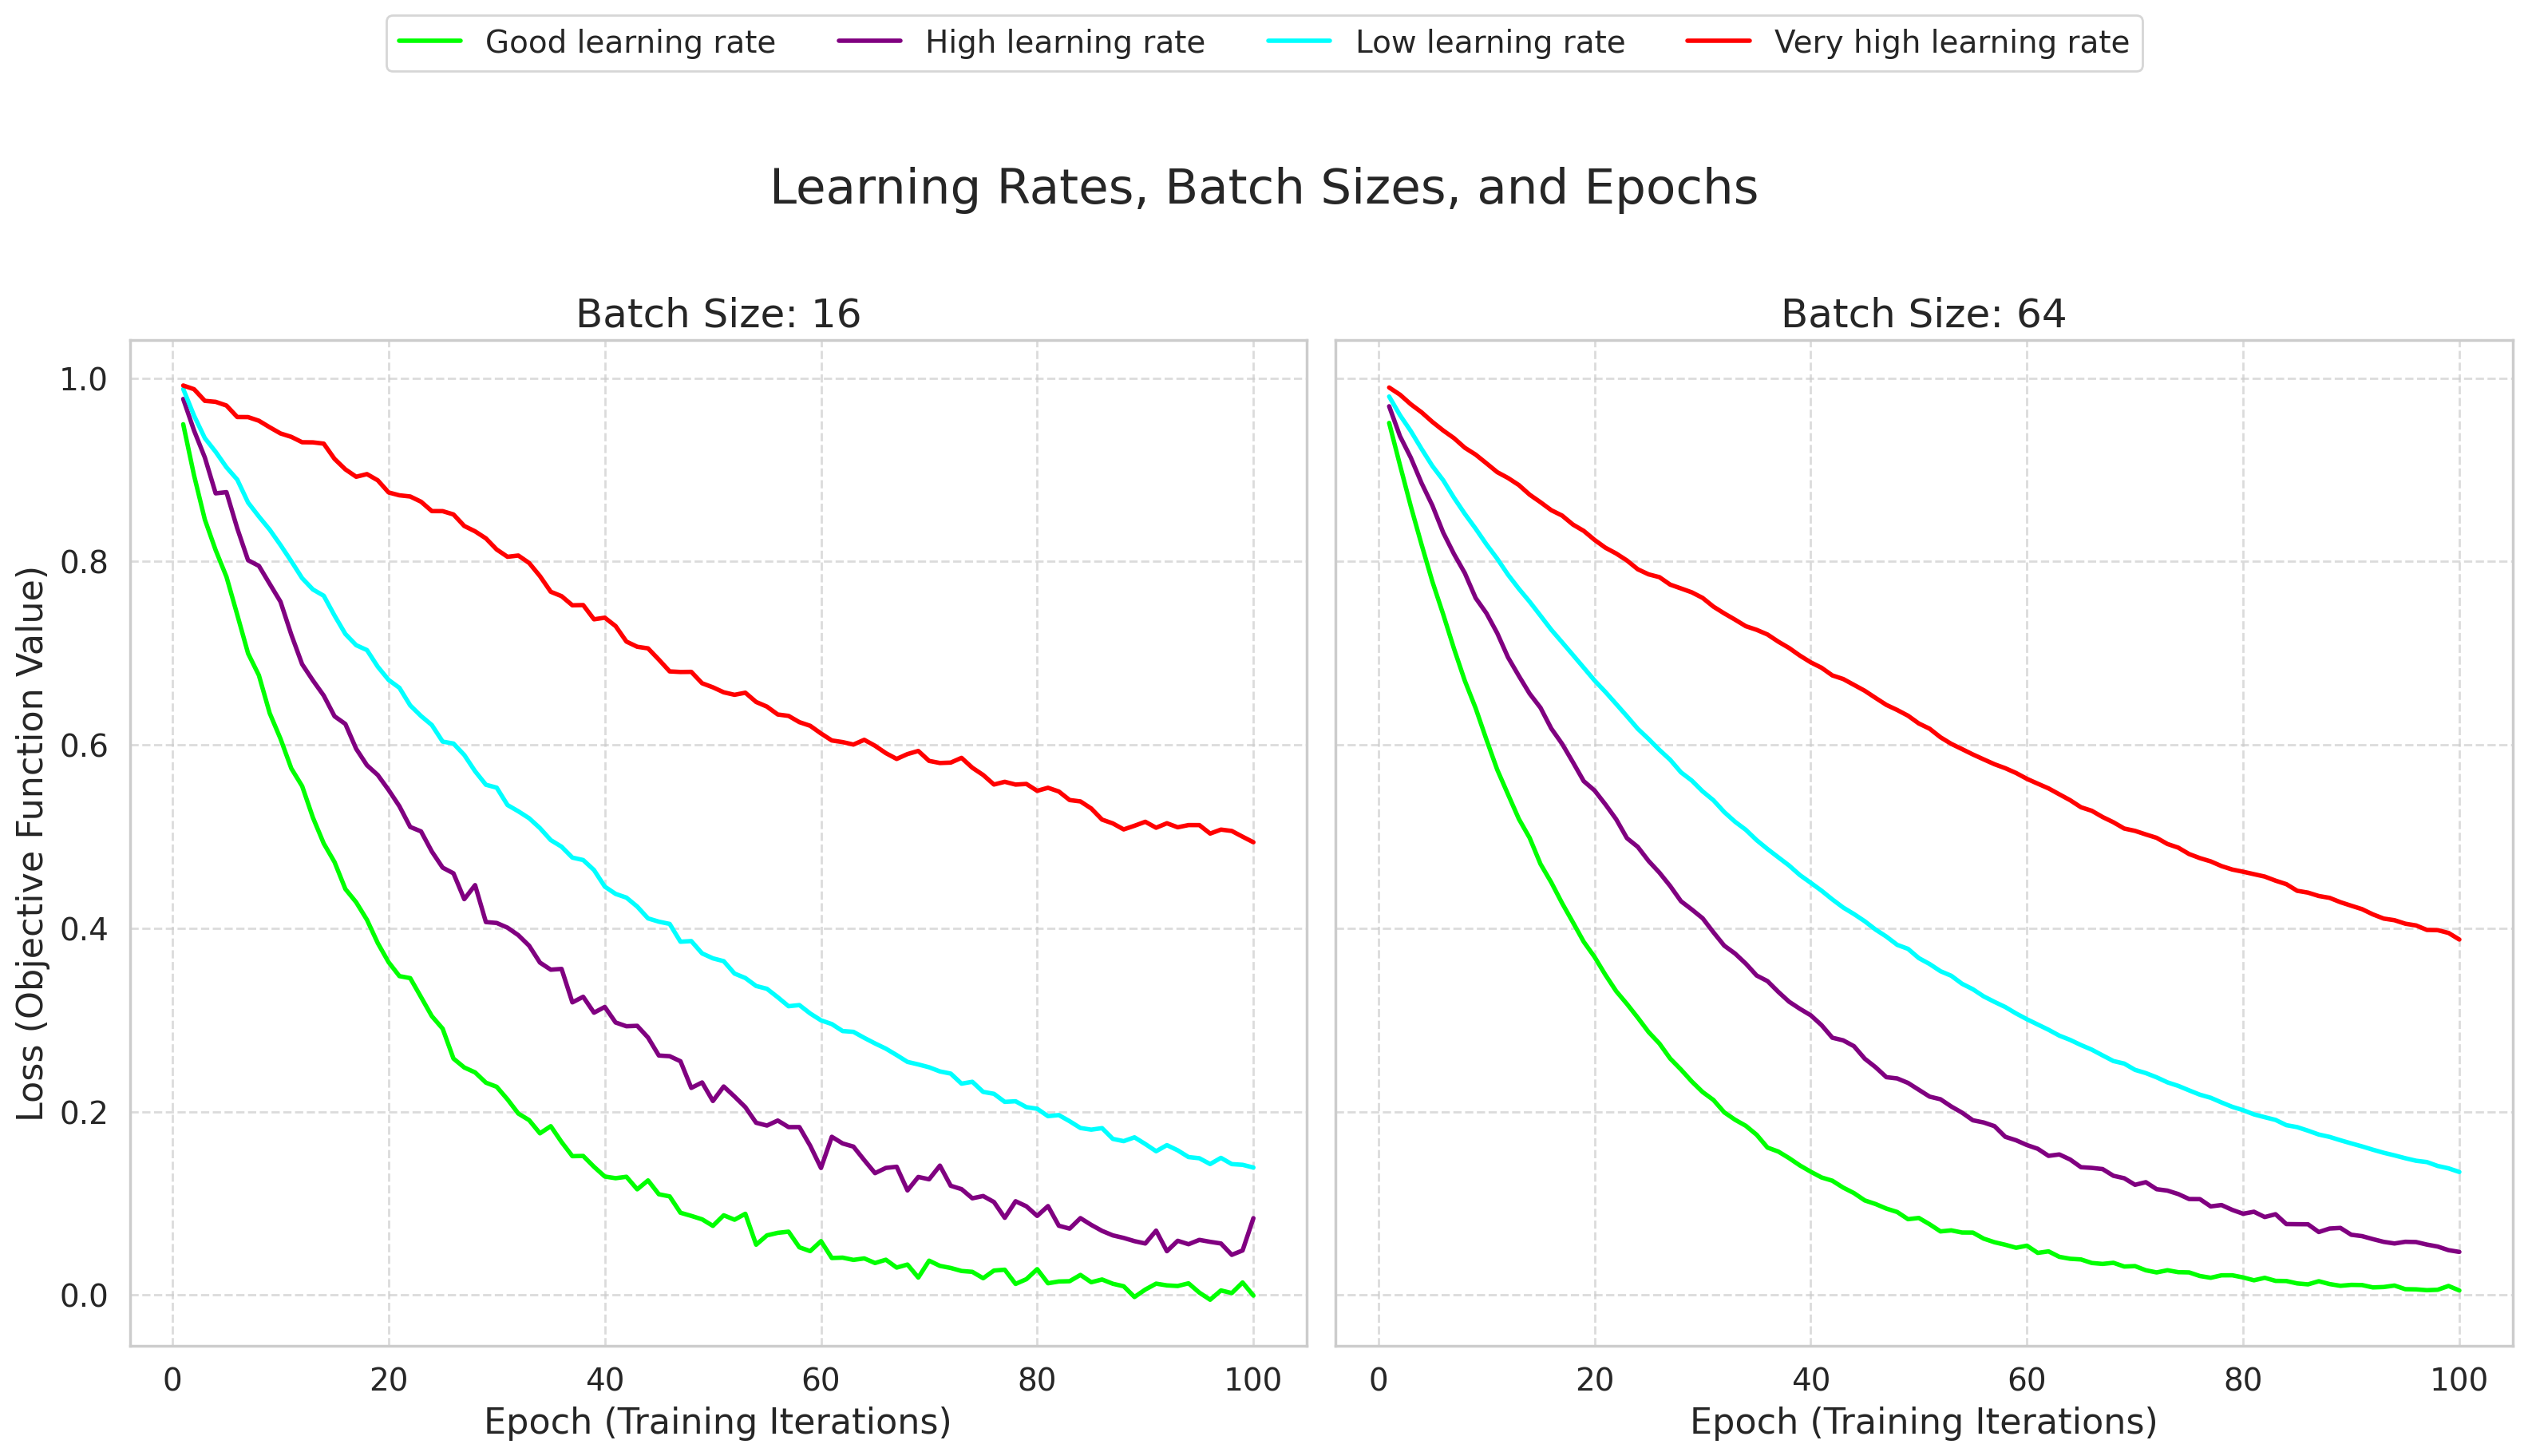 Good learning rate
High learning rate
Low learning rate
Very high learning rate
Learning Rates, Batch Sizes, and Epochs
Batch Size: 16
Loss (Objective Function Value)
1.0
0.8
0.6
0.4
0.2
0.0
0
20
40
60
80
100
Epoch (Training Iterations)
Batch Size: 64
0
20
40
60
80
100
Epoch (Training Iterations)